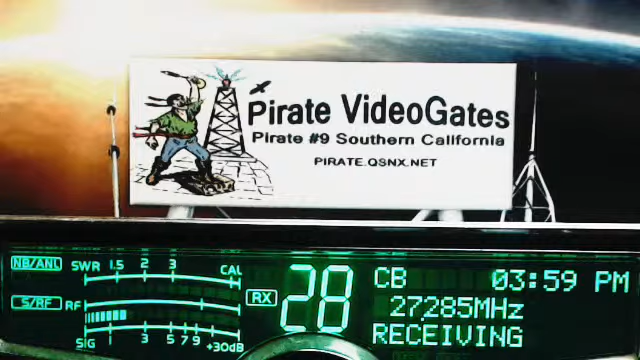 Pirate VideoGates
Pirate #9 Southern California
PIRATE.QSNX.NET
NB/ANL SWR 1.5 2 3 CAL
CB 03:59 PM
S/RF RF RX 28 27285MHz
SIG 1 3 5 7 9 +30dB RECEIVING